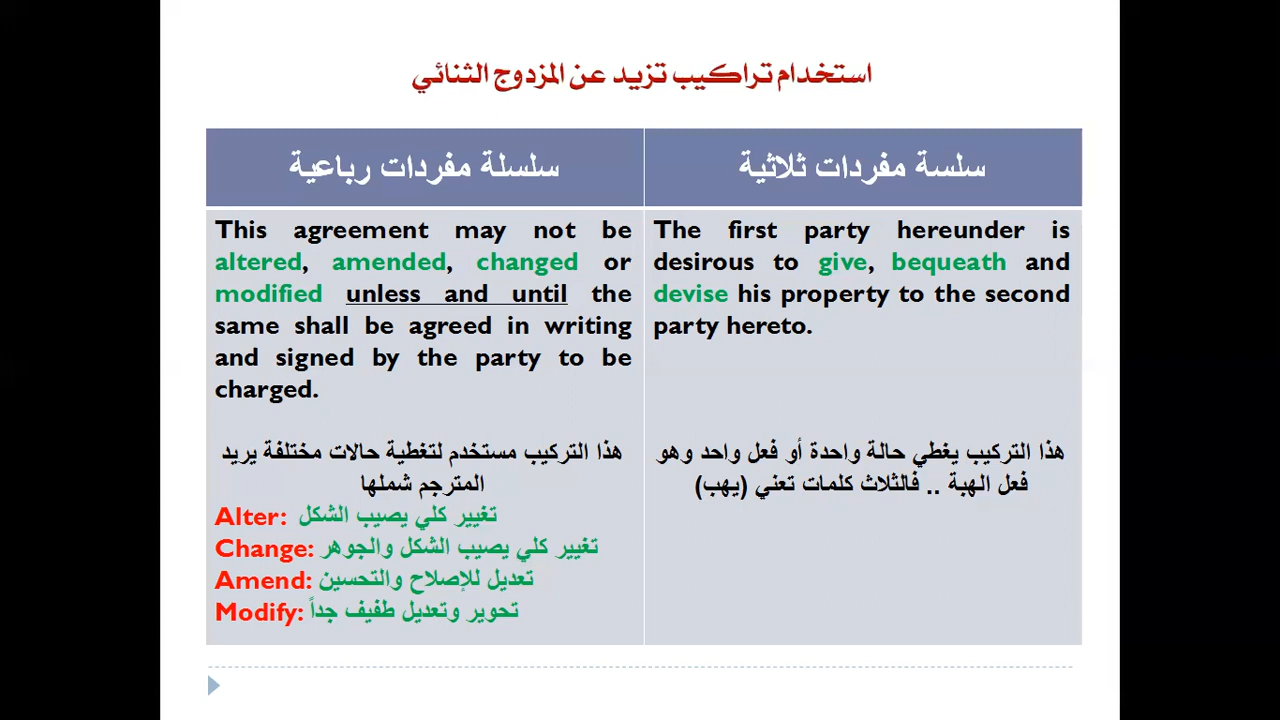 استخدام تراكيب تزيد عن المزدوج الثنائي
سلسة مفردات ثلاثية
The first party hereunder is
desirous to give, bequeath and
devise his property to the second
party hereto.
هذا التركيب يغطي حالة واحدة أو فعل واحد وهو
فعل الهبة .. فالثلاث كلمات تعني (يهب)
سلسلة مفردات رباعية
This agreement may not be
altered, amended, changed or
modified unless and until the
same shall be agreed in writing
and signed by the party to be
charged.
هذا التركيب مستخدم لتغطية حالات مختلفة يريد
المترجم شملها
Alter: تغيير كلي يصيب الشكل
Change: تغيير كلي يصيب الشكل والجوهر
Amend: تعديل للإصلاح والتحسين
Modify: تحوير وتعديل طفيف جداً